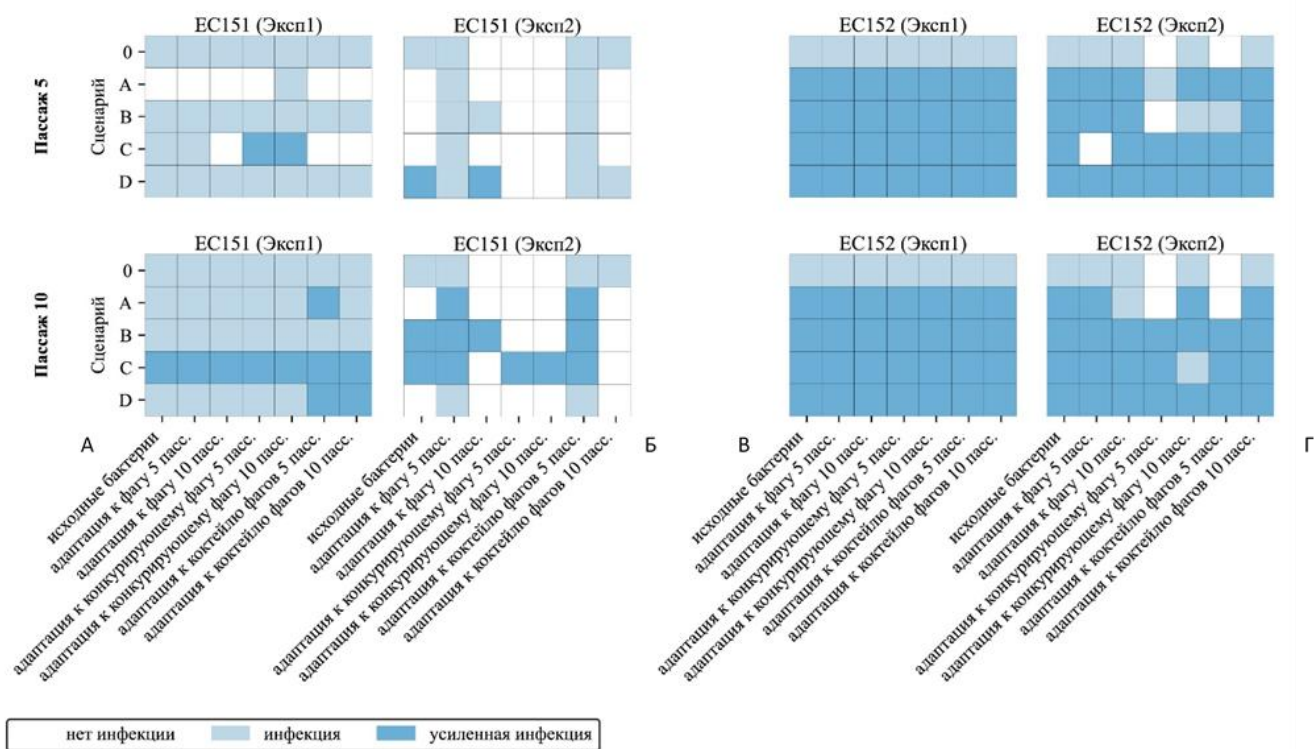 EC151 (Эксп1) EC151 (Эксп2) EC152 (Эксп1) EC152 (Эксп2)
Пассаж 5
Сценарий
0
A
B
C
D
EC151 (Эксп1) EC151 (Эксп2) EC152 (Эксп1) EC152 (Эксп2)
Пассаж 10
Сценарий
0
A
B
C
D
А Б В Г
исходные бактерии
адаптация к фагу 5 пасс.
адаптация к фагу 10 пасс.
адаптация к конкурирующему фагу 5 пасс.
адаптация к конкурирующему фагу 10 пасс.
адаптация к коктейлю фагов 5 пасс.
адаптация к коктейлю фагов 10 пасс.
исходные бактерии
адаптация к фагу 5 пасс.
адаптация к фагу 10 пасс.
адаптация к конкурирующему фагу 5 пасс.
адаптация к конкурирующему фагу 10 пасс.
адаптация к коктейлю фагов 5 пасс.
адаптация к коктейлю фагов 10 пасс.
исходные бактерии
адаптация к фагу 5 пасс.
адаптация к фагу 10 пасс.
адаптация к конкурирующему фагу 5 пасс.
адаптация к конкурирующему фагу 10 пасс.
адаптация к коктейлю фагов 5 пасс.
адаптация к коктейлю фагов 10 пасс.
исходные бактерии
адаптация к фагу 5 пасс.
адаптация к фагу 10 пасс.
адаптация к конкурирующему фагу 5 пасс.
адаптация к конкурирующему фагу 10 пасс.
адаптация к коктейлю фагов 5 пасс.
адаптация к коктейлю фагов 10 пасс.
нет инфекции инфекция усиленная инфекция